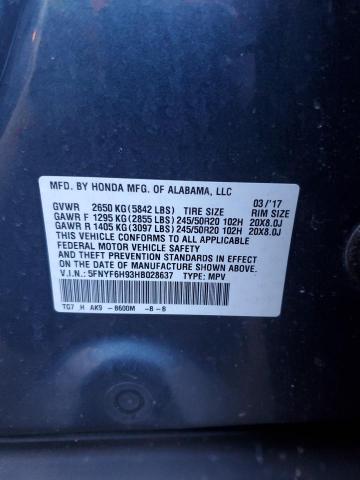 MFD. BY HONDA MFG. OF ALABAMA, LLC
03/'17
GVWR 2650 KG (5842 LBS) TIRE SIZE RIM SIZE
GAWR F 1295 KG (2855 LBS) 245/50R20 102H 20X8.0J
GAWR R 1405 KG (3097 LBS) 245/50R20 102H 20X8.0J
THIS VEHICLE CONFORMS TO ALL APPLICABLE
FEDERAL MOTOR VEHICLE SAFETY AND
THEFT PREVENTION STANDARDS IN EFFECT ON
THE DATE OF MANUFACTURE SHOWN ABOVE.
V.I.N.: 5FNYF6H93HB028637 TYPE: MPV
TG7 H AK9 -B600M -B-B